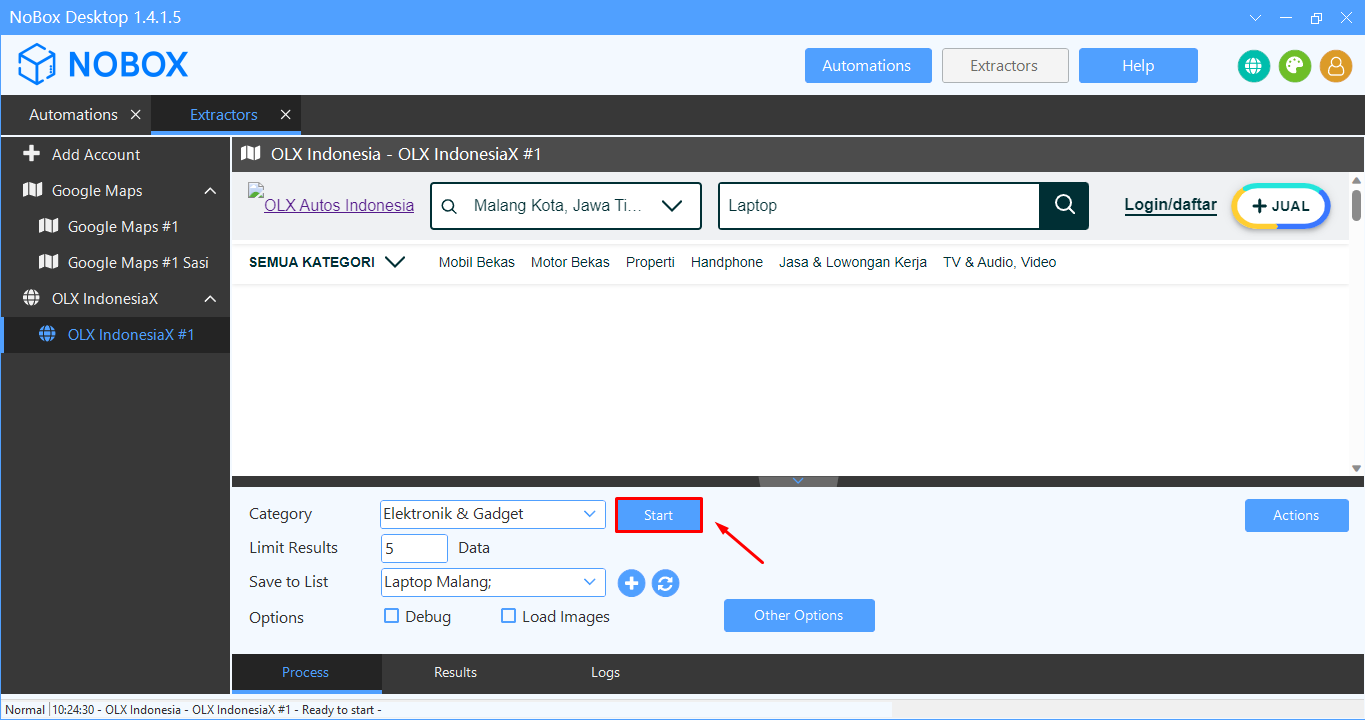 NoBox Desktop 1.4.1.5
NOBOX
Automations Extractors Help
Automations Extractors
Add Account
Google Maps
Google Maps #1
Google Maps #1 Sasi
OLX IndonesiaX
OLX IndonesiaX #1
OLX Indonesia - OLX IndonesiaX #1
OLX Autos Indonesia Malang Kota, Jawa Ti... Laptop Login/daftar JUAL
SEMUA KATEGORI Mobil Bekas Motor Bekas Properti Handphone Jasa & Lowongan Kerja TV & Audio, Video
Category Elektronik & Gadget Start Actions
Limit Results 5 Data
Save to List Laptop Malang;
Options Debug Load Images Other Options
Process Results Logs
Normal 10:24:30 - OLX Indonesia - OLX IndonesiaX #1 - Ready to start -